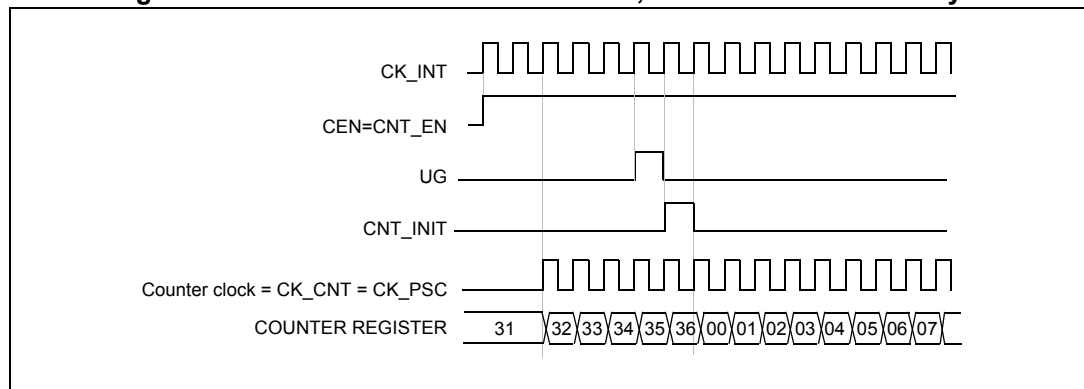 CK_INT
CEN=CNT_EN
UG
CNT_INIT
Counter clock = CK_CNT = CK_PSC
COUNTER REGISTER 31 32 33 34 35 36 00 01 02 03 04 05 06 07